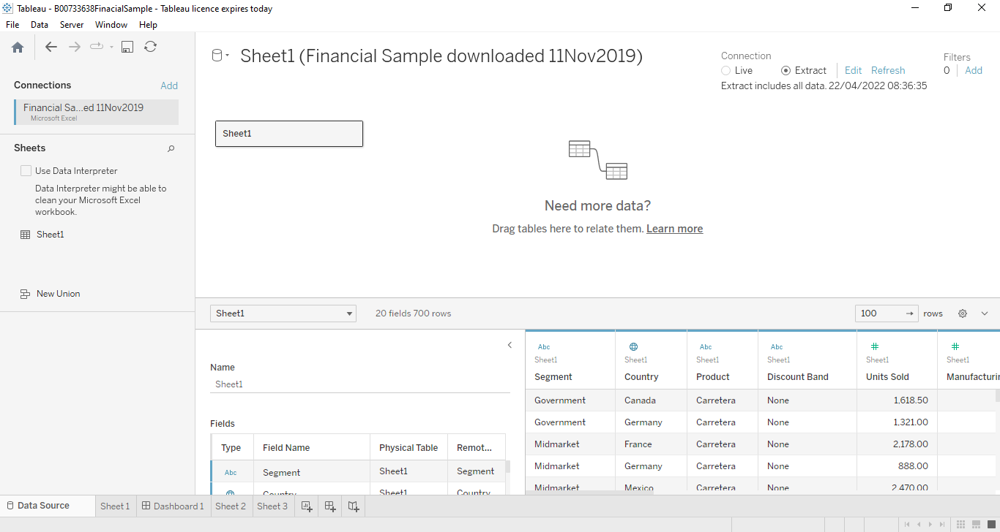 Tableau - B00733638FinacialSample - Tableau licence expires today
File Data Server Window Help
Connections Add
Financial Sa...ed 11Nov2019
Microsoft Excel
Sheets
Use Data Interpreter
Data Interpreter might be able to
clean your Microsoft Excel
workbook.
Sheet1
New Union
Sheet1 (Financial Sample downloaded 11Nov2019)
Connection
Live Extract Edit Refresh
Extract includes all data. 22/04/2022 08:36:35
Filters
0 Add
Sheet1
Need more data?
Drag tables here to relate them. Learn more
Sheet1 20 fields 700 rows 100 rows
Name
Sheet1
Fields
Type Field Name Physical Table Remot...
Abc Segment Sheet1 Segment
Country Sheet1 Country
Abc Abc Abc
Sheet1 Sheet1 Sheet1 Sheet1 Sheet1 Sheet1
Segment Country Product Discount Band Units Sold Manufacturin
Government Canada Carretera None 1,618.50
Government Germany Carretera None 1,321.00
Midmarket France Carretera None 2,178.00
Midmarket Germany Carretera None 888.00
Midmarket Mexico Carretera None 2,470.00
Data Source Sheet 1 Dashboard 1 Sheet 2 Sheet 3